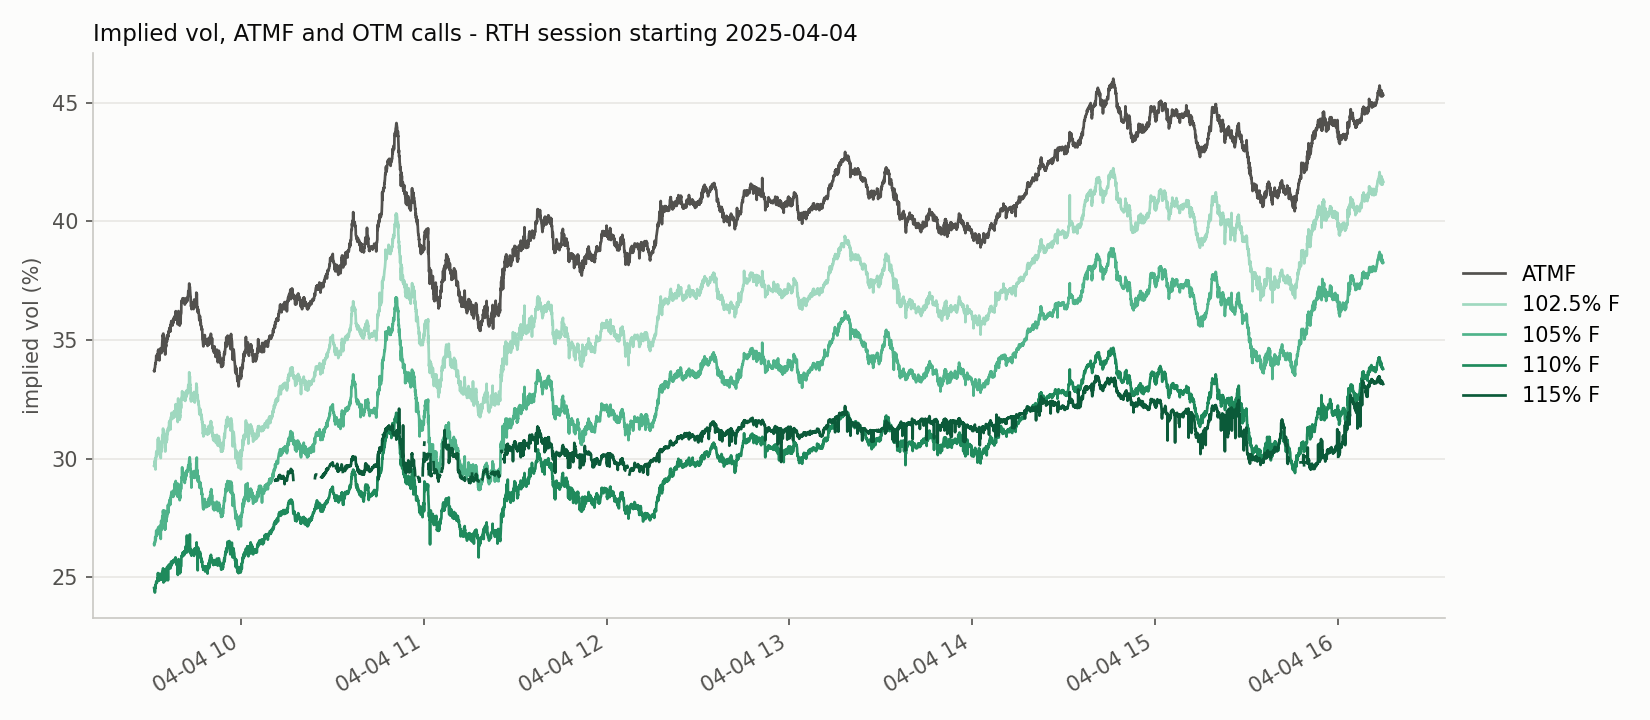 Implied vol, ATMF and OTM calls - RTH session starting 2025-04-04
implied vol (%)
45
40
35
30
25
04-04 10
04-04 11
04-04 12
04-04 13
04-04 14
04-04 15
04-04 16
ATMF
102.5% F
105% F
110% F
115% F